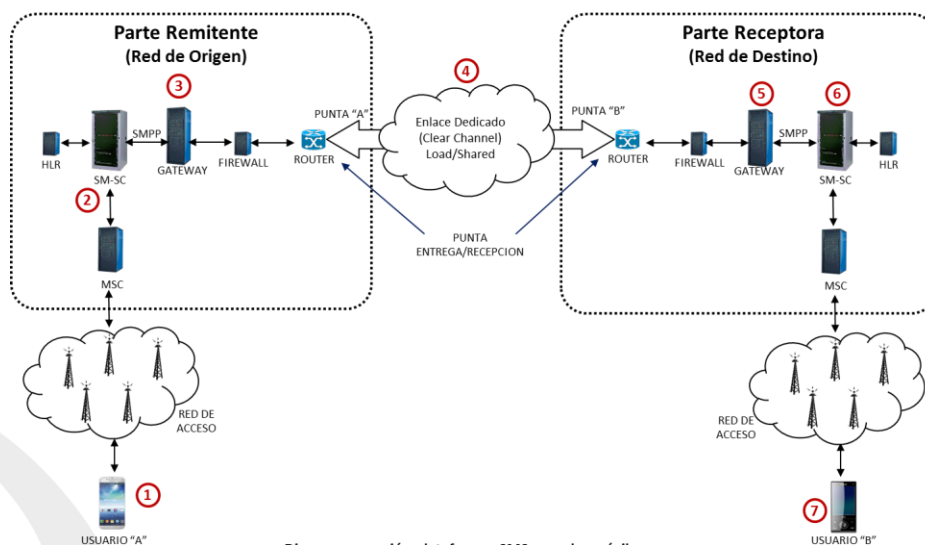 Parte Remitente
(Red de Origen)
3
HLR
SM-SC
SMPP
GATEWAY
FIREWALL
ROUTER
PUNTA "A"
2
MSC
RED DE
ACCESO
1
USUARIO "A"
4
Enlace Dedicado
(Clear Channel)
Load/Shared
PUNTA
ENTREGA/RECEPCION
Parte Receptora
(Red de Destino)
PUNTA "B"
ROUTER
FIREWALL
5
GATEWAY
SMPP
6
SM-SC
HLR
MSC
RED DE
ACCESO
7
USUARIO "B"